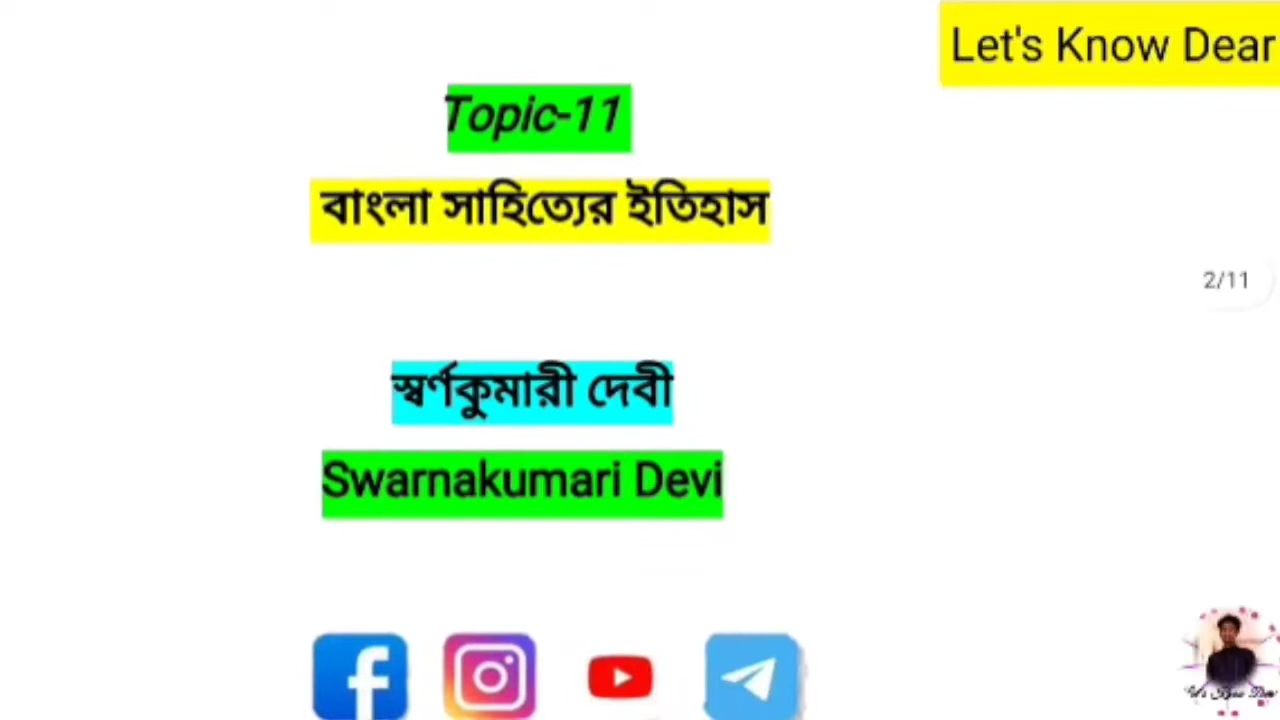 Let's Know Dear
Topic-11
বাংলা সাহিত্যের ইতিহাস
2/11
স্বর্ণকুমারী দেবী
Swarnakumari Devi